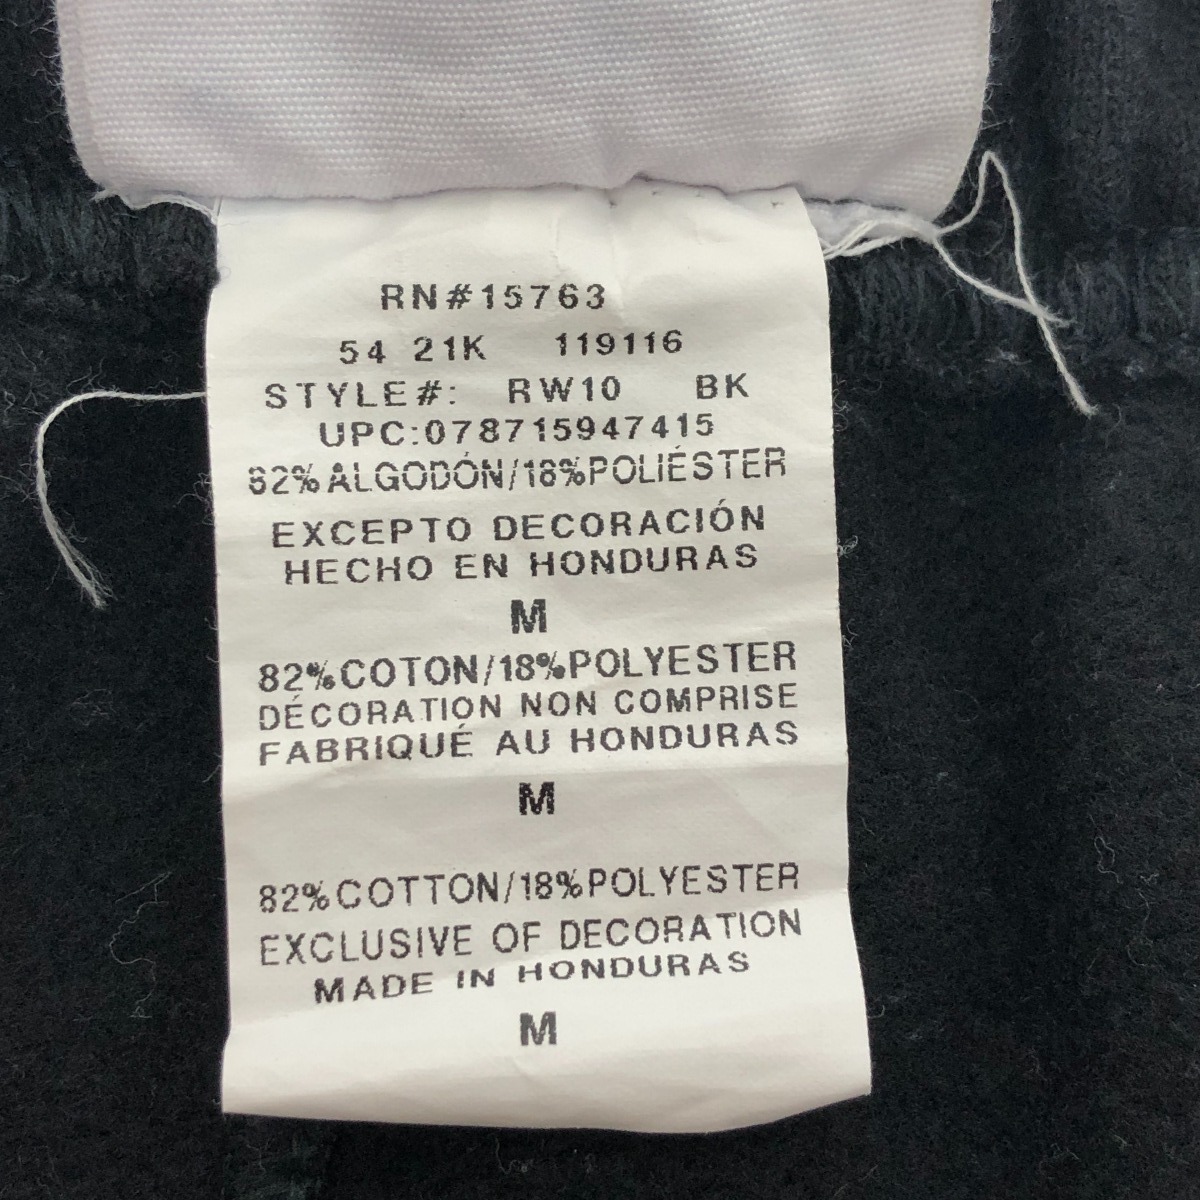 RN#15763
54 21K 119116
STYLE#: RW10 BK
UPC:078715947415
82%ALGODÓN/18%POLIÉSTER
EXCEPTO DECORACIÓN
HECHO EN HONDURAS
M
82%COTON/18%POLYESTER
DÉCORATION NON COMPRISE
FABRIQUÉ AU HONDURAS
M
82%COTTON/18%POLYESTER
EXCLUSIVE OF DECORATION
MADE IN HONDURAS
M